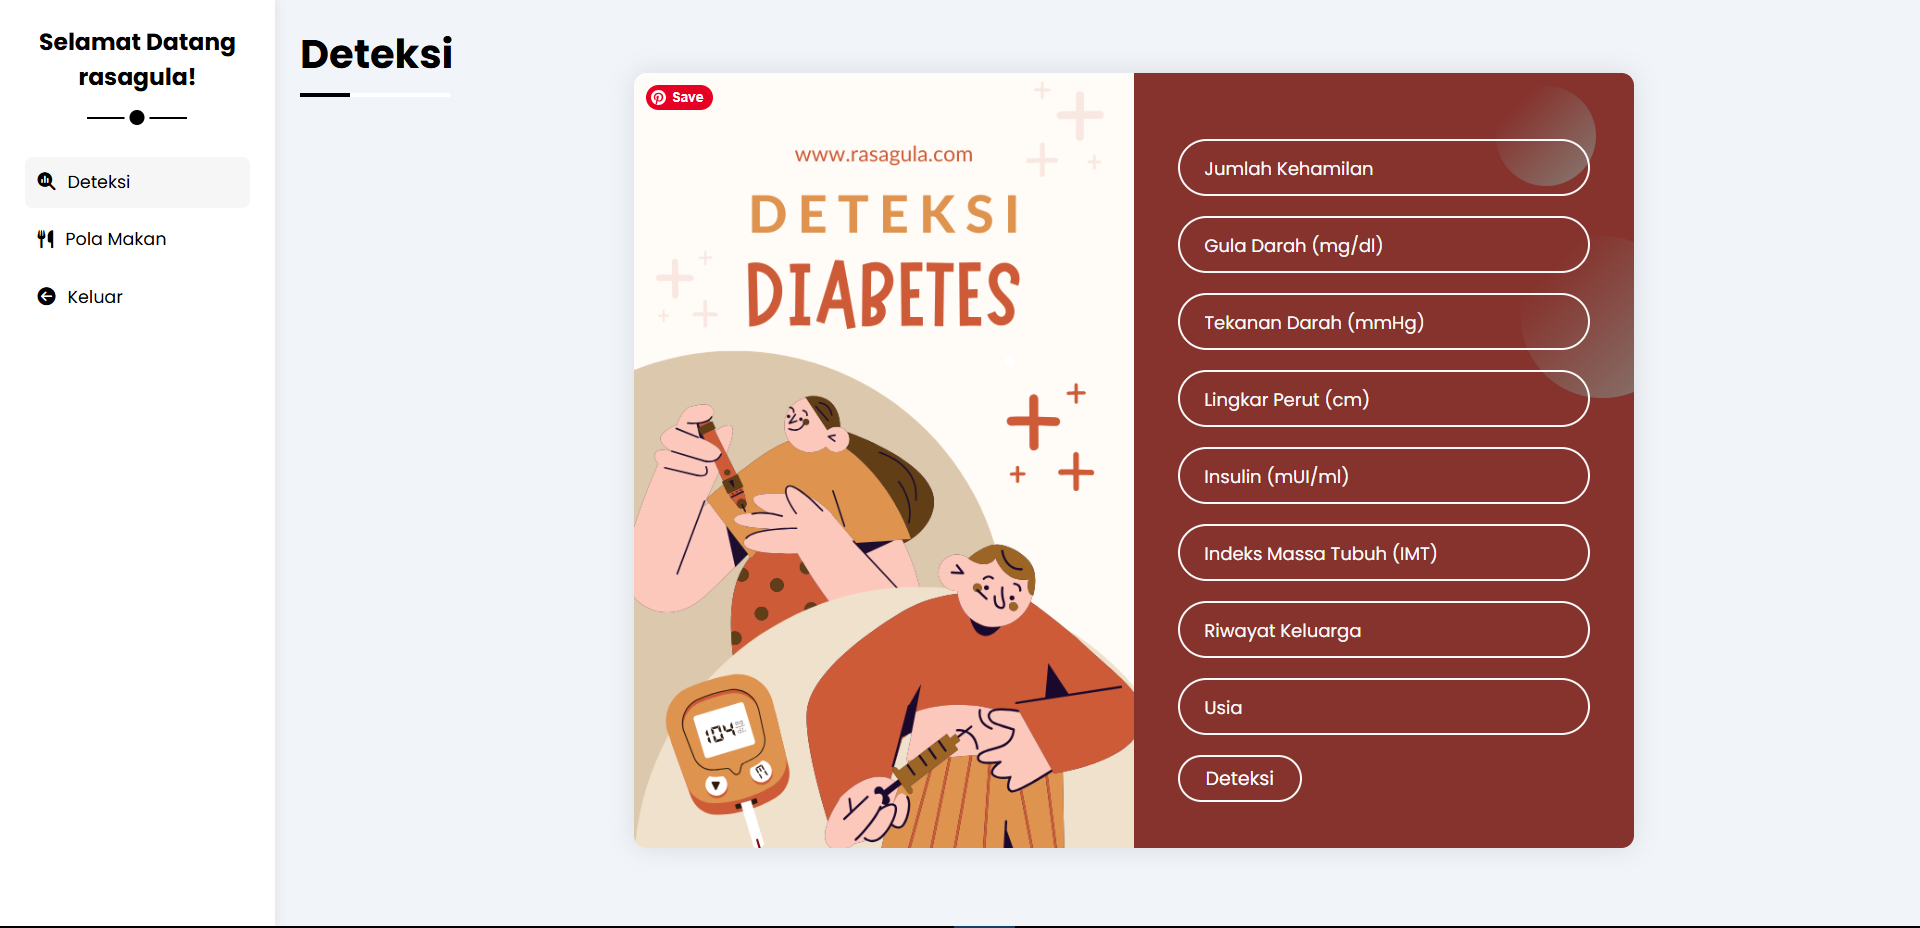 Selamat Datang
rasagula!
Deteksi
Pola Makan
Keluar
Deteksi
Save
www.rasagula.com
DETEKSI
DIABETES
104
Jumlah Kehamilan
Gula Darah (mg/dl)
Tekanan Darah (mmHg)
Lingkar Perut (cm)
Insulin (mUI/ml)
Indeks Massa Tubuh (IMT)
Riwayat Keluarga
Usia
Deteksi